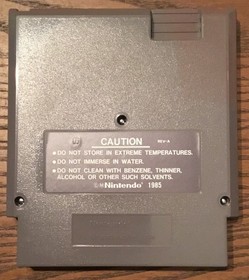 CAUTION REV-A
• DO NOT STORE IN EXTREME TEMPERATURES.
• DO NOT IMMERSE IN WATER.
• DO NOT CLEAN WITH BENZENE, THINNER,
ALCOHOL OR OTHER SUCH SOLVENTS.
©®Nintendo® 1985